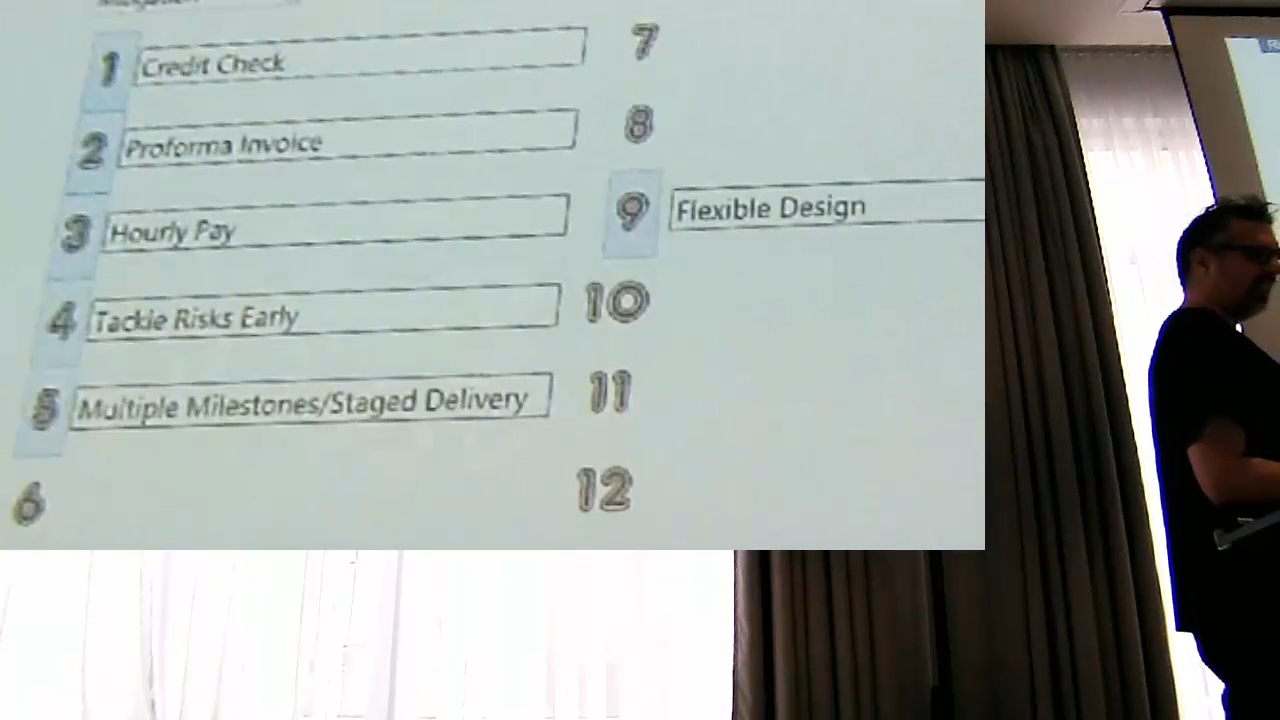 1 Credit Check
2 Proforma Invoice
3 Hourly Pay
4 Tackle Risks Early
5 Multiple Milestones/Staged Delivery
6
7
8
9 Flexible Design
10
11
12